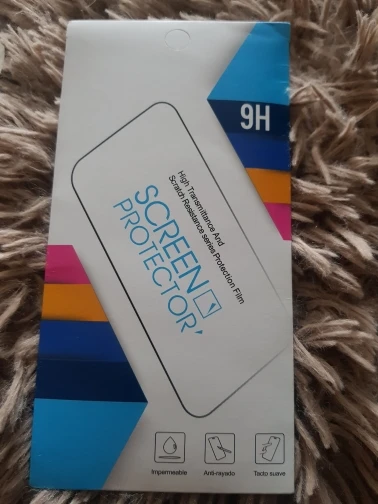 9H
High Transmittance And
Scratch Resistance series Protection Film
SCREEN
PROTECTOR
Impermeable
Anti-rayado
Tacto suave